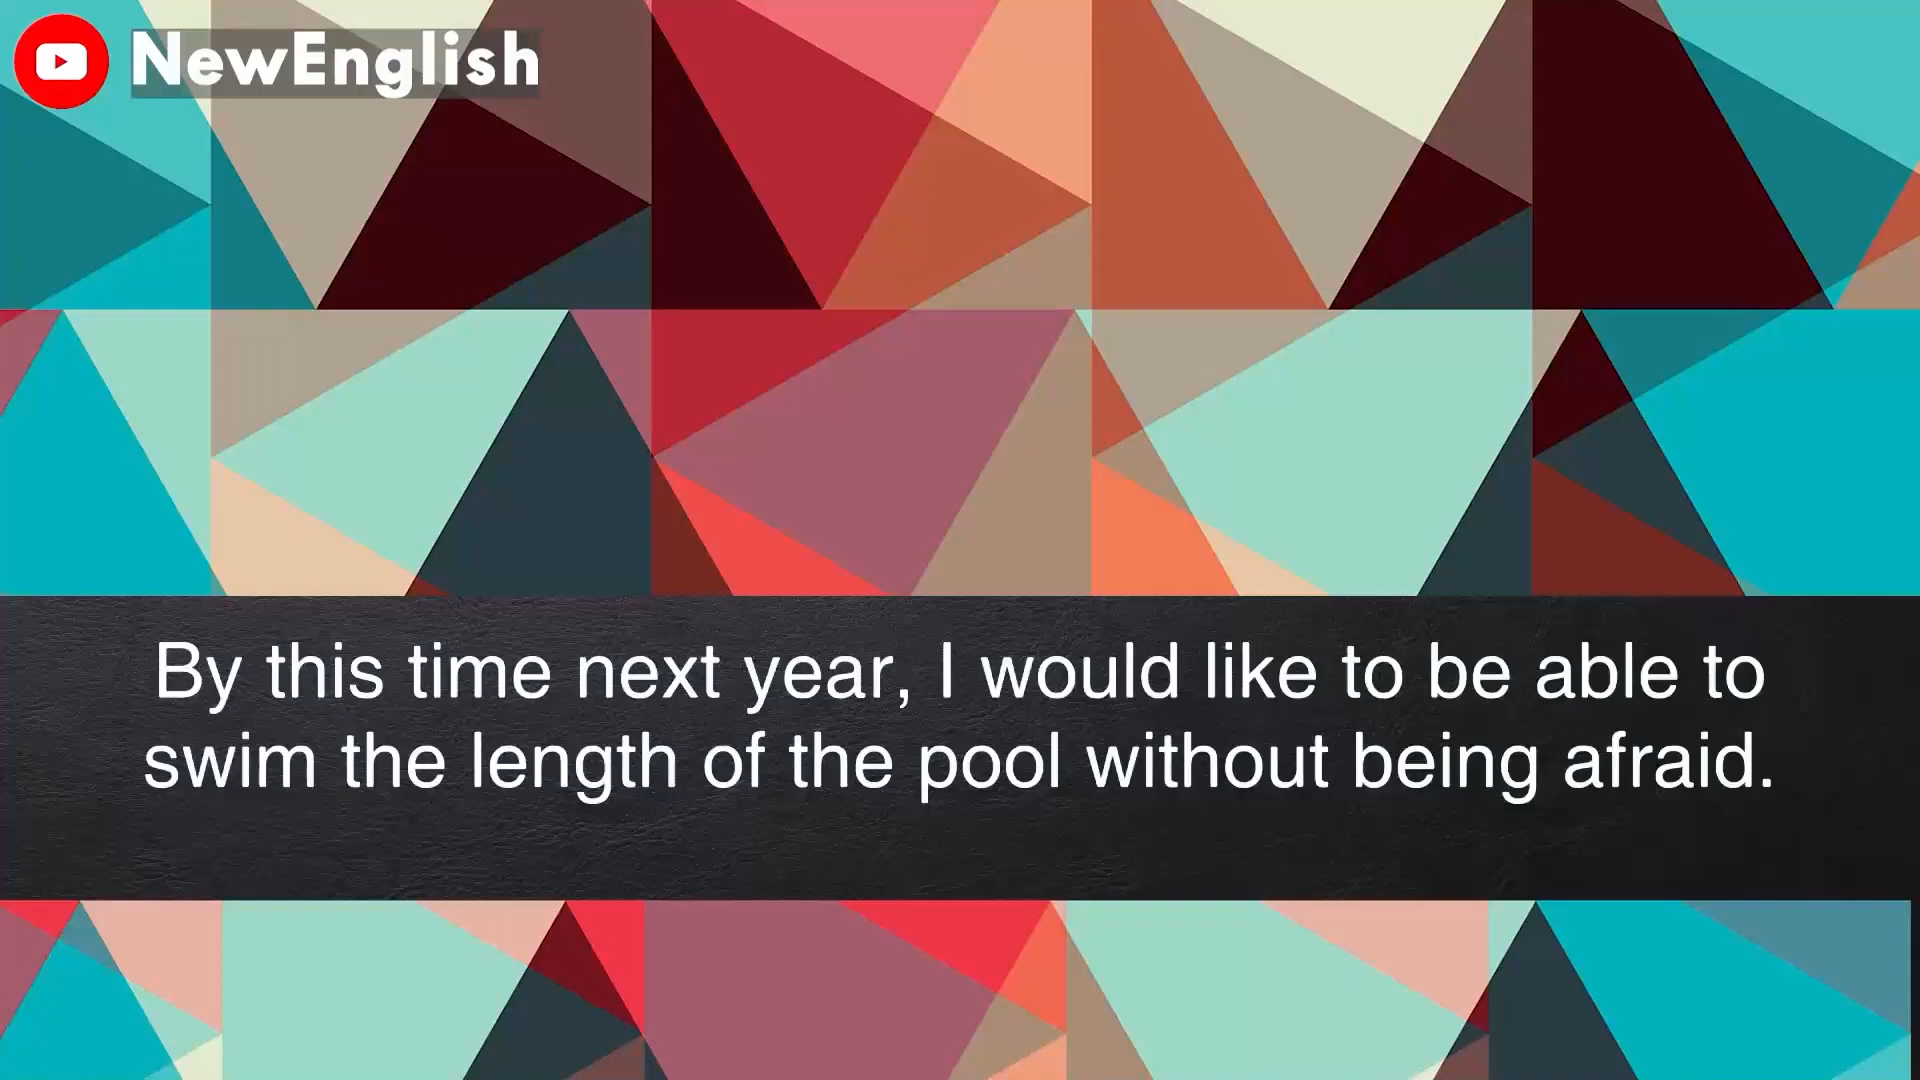 NewEnglish
By this time next year, I would like to be able to
swim the length of the pool without being afraid.